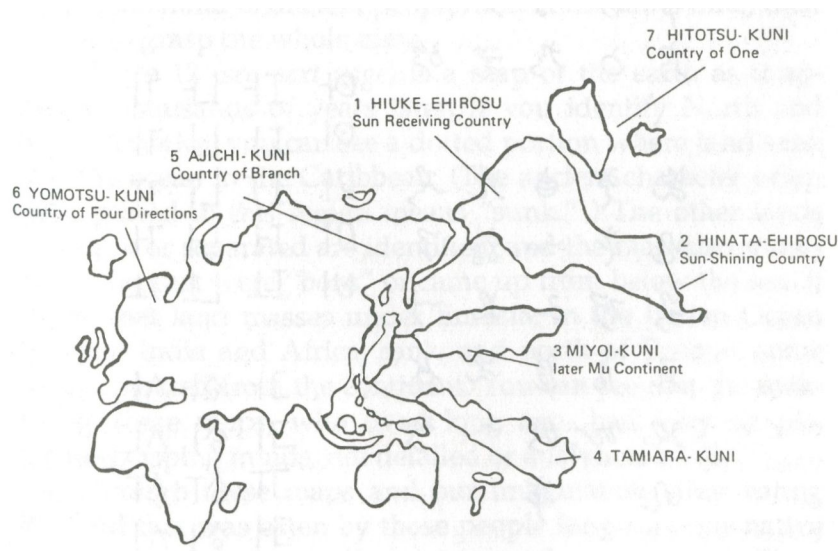 7 HITOTSU-KUNI
Country of One
1 HIUKE-EHIROSU
Sun Receiving Country
5 AJICHI-KUNI
Country of Branch
6 YOMOTSU-KUNI
Country of Four Directions
2 HINATA-EHIROSU
Sun-Shining Country
3 MIYOI-KUNI
later Mu Continent
4 TAMIARA-KUNI